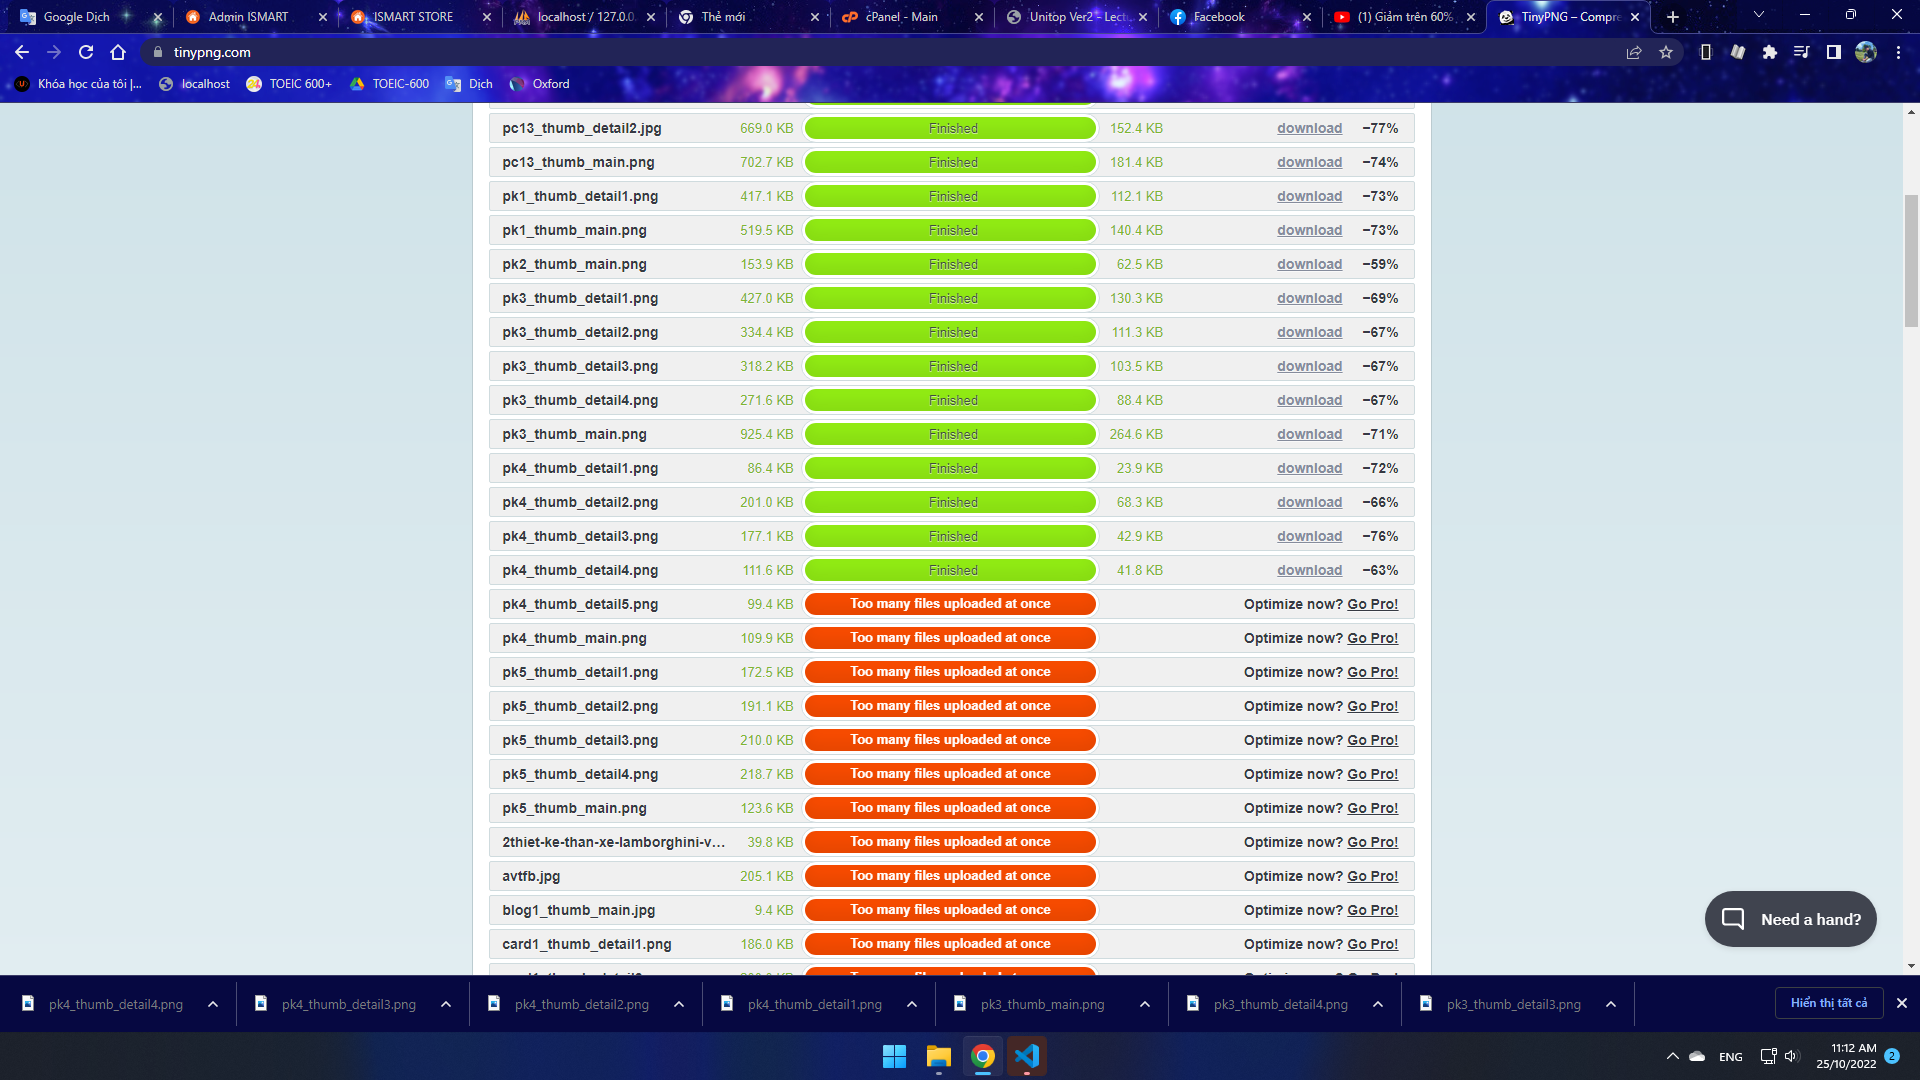 Google Dịch
Admin ISMART
ISMART STORE
localhost / 127.0.0.
Thẻ mới
cPanel - Main
Unitop Ver2 - Lectu
Facebook
(1) Giảm trên 60%
TinyPNG – Compre
tinypng.com
Khóa học của tôi |...
localhost
TOEIC 600+
TOEIC-600
Dịch
Oxford
pc13_thumb_detail2.jpg 669.0 KB Finished 152.4 KB download −77%
pc13_thumb_main.png 702.7 KB Finished 181.4 KB download −74%
pk1_thumb_detail1.png 417.1 KB Finished 112.1 KB download −73%
pk1_thumb_main.png 519.5 KB Finished 140.4 KB download −73%
pk2_thumb_main.png 153.9 KB Finished 62.5 KB download −59%
pk3_thumb_detail1.png 427.0 KB Finished 130.3 KB download −69%
pk3_thumb_detail2.png 334.4 KB Finished 111.3 KB download −67%
pk3_thumb_detail3.png 318.2 KB Finished 103.5 KB download −67%
pk3_thumb_detail4.png 271.6 KB Finished 88.4 KB download −67%
pk3_thumb_main.png 925.4 KB Finished 264.6 KB download −71%
pk4_thumb_detail1.png 86.4 KB Finished 23.9 KB download −72%
pk4_thumb_detail2.png 201.0 KB Finished 68.3 KB download −66%
pk4_thumb_detail3.png 177.1 KB Finished 42.9 KB download −76%
pk4_thumb_detail4.png 111.6 KB Finished 41.8 KB download −63%
pk4_thumb_detail5.png 99.4 KB Too many files uploaded at once Optimize now? Go Pro!
pk4_thumb_main.png 109.9 KB Too many files uploaded at once Optimize now? Go Pro!
pk5_thumb_detail1.png 172.5 KB Too many files uploaded at once Optimize now? Go Pro!
pk5_thumb_detail2.png 191.1 KB Too many files uploaded at once Optimize now? Go Pro!
pk5_thumb_detail3.png 210.0 KB Too many files uploaded at once Optimize now? Go Pro!
pk5_thumb_detail4.png 218.7 KB Too many files uploaded at once Optimize now? Go Pro!
pk5_thumb_main.png 123.6 KB Too many files uploaded at once Optimize now? Go Pro!
2thiet-ke-than-xe-lamborghini-v... 39.8 KB Too many files uploaded at once Optimize now? Go Pro!
avtfb.jpg 205.1 KB Too many files uploaded at once Optimize now? Go Pro!
blog1_thumb_main.jpg 9.4 KB Too many files uploaded at once Optimize now? Go Pro!
card1_thumb_detail1.png 186.0 KB Too many files uploaded at once Optimize now? Go Pro!
Need a hand?
pk4_thumb_detail4.png
pk4_thumb_detail3.png
pk4_thumb_detail2.png
pk4_thumb_detail1.png
pk3_thumb_main.png
pk3_thumb_detail4.png
pk3_thumb_detail3.png
Hiển thị tất cả
ENG
11:12 AM
25/10/2022
2